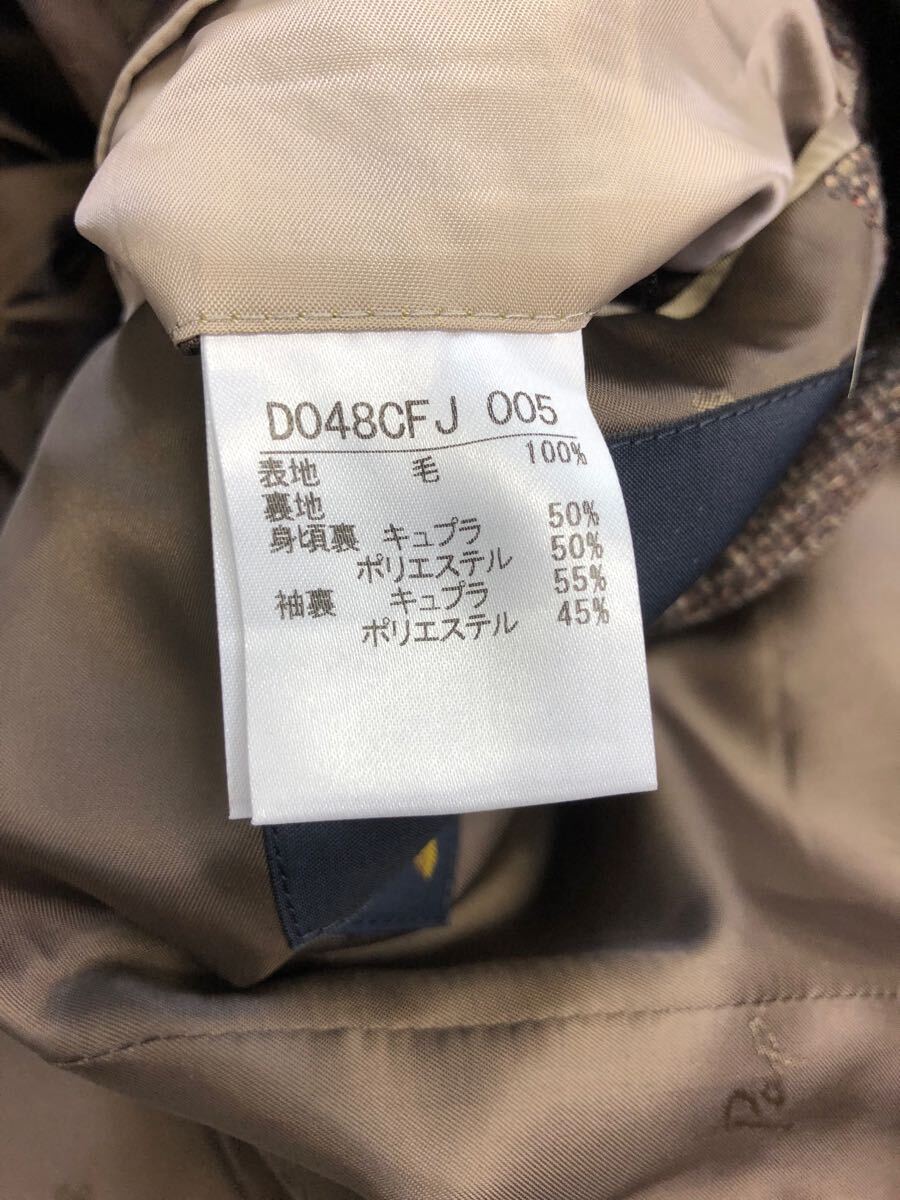 D048CFJ 005
表地 毛 100%
裏地
身頃裏 キュプラ 50%
ポリエステル 50%
袖裏 キュプラ 55%
ポリエステル 45%